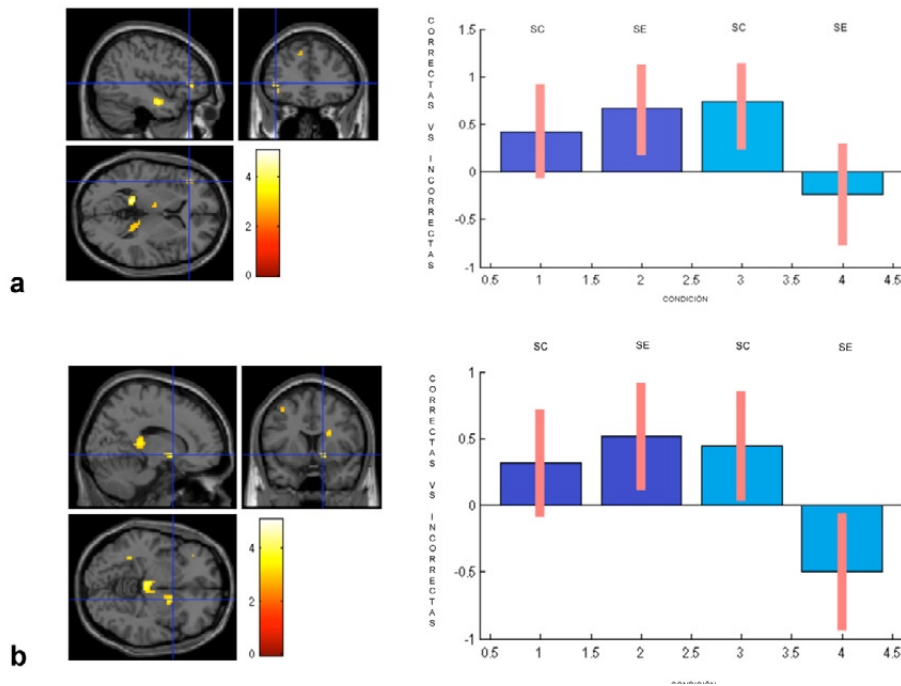 a
4
2
0
CORRECTAS VS INCORRECTAS
SC SE SC SE
1.5
1
0.5
0
-0.5
-1
0.5 1 1.5 2 2.5 3 3.5 4 4.5
CONDICIÓN
b
4
2
0
CORRECTAS VS INCORRECTAS
SC SE SC SE
1
0.5
0
-0.5
-1
0.5 1 1.5 2 2.5 3 3.5 4 4.5
CONDICIÓN